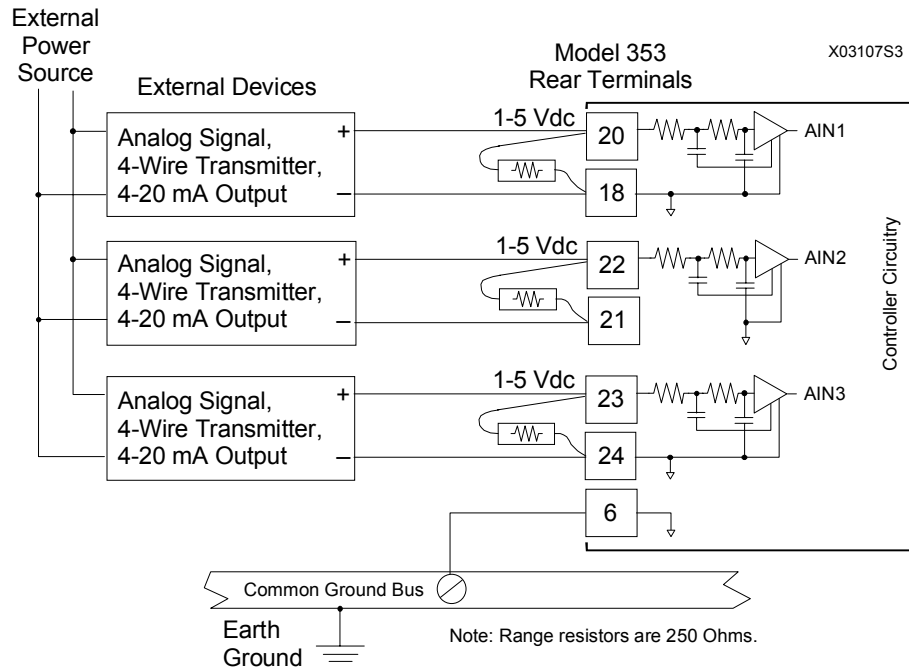 External
Power
Source
External Devices
Model 353
Rear Terminals
X03107S3
Analog Signal,
4-Wire Transmitter,
4-20 mA Output
+
–
1-5 Vdc
20
18
AIN1
Analog Signal,
4-Wire Transmitter,
4-20 mA Output
+
–
1-5 Vdc
22
21
AIN2
Controller Circuitry
Analog Signal,
4-Wire Transmitter,
4-20 mA Output
+
–
1-5 Vdc
23
24
AIN3
6
Common Ground Bus
Earth
Ground
Note: Range resistors are 250 Ohms.